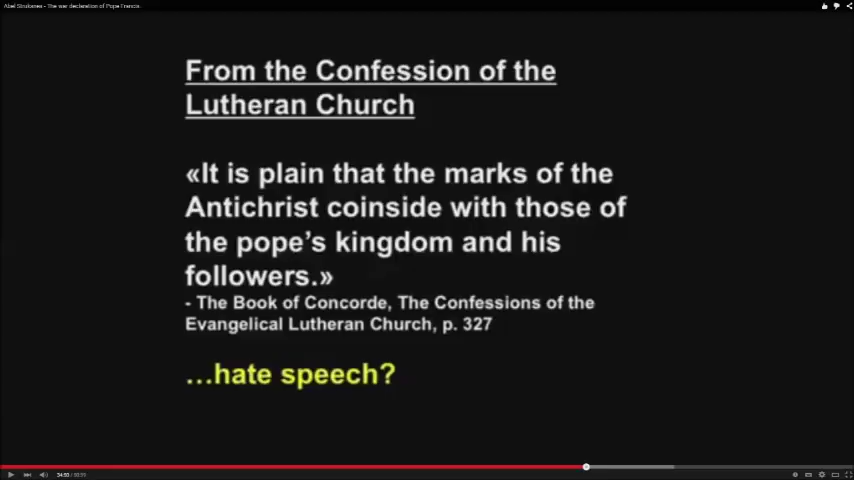 Abel Struksnes - The war declaration of Pope Francis.
From the Confession of the
Lutheran Church
«It is plain that the marks of the
Antichrist coinside with those of
the pope's kingdom and his
followers.»
- The Book of Concorde, The Confessions of the
Evangelical Lutheran Church, p. 327
...hate speech?